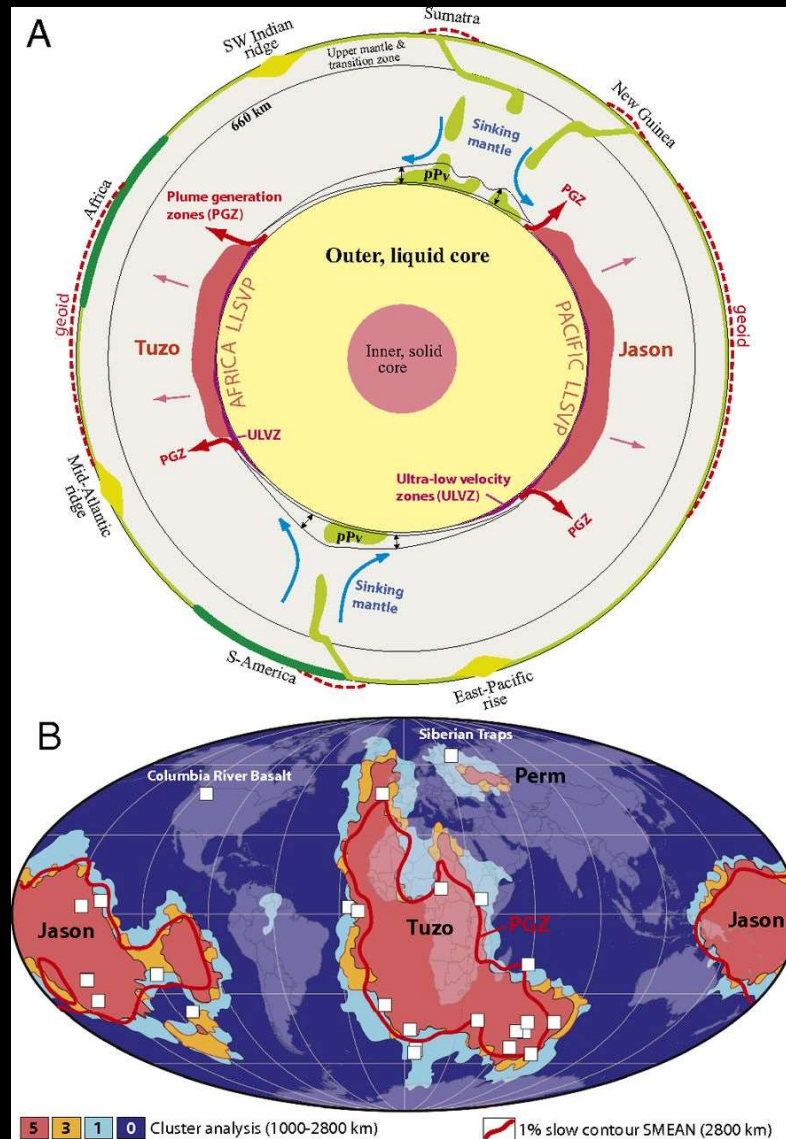 A
SW Indian
ridge
Upper mantle &
transition zone
Sumatra
660 km
New Guinea
Sinking
mantle
Africa
Plume generation
zones (PGZ)
pPv
PGZ
Outer, liquid core
geoid
Tuzo
AFRICA LLSVP
Inner, solid
core
PACIFIC LLSVP
Jason
geoid
ULVZ
PGZ
Mid-Atlantic
ridge
Ultra-low velocity
zones (ULVZ)
PGZ
pPv
Sinking
mantle
S-America
East-Pacific
rise
B
Siberian Traps
Columbia River Basalt
Perm
Jason
Tuzo
PGZ
Jason
5 3 1 0 Cluster analysis (1000-2800 km)
1% slow contour SMEAN (2800 km)